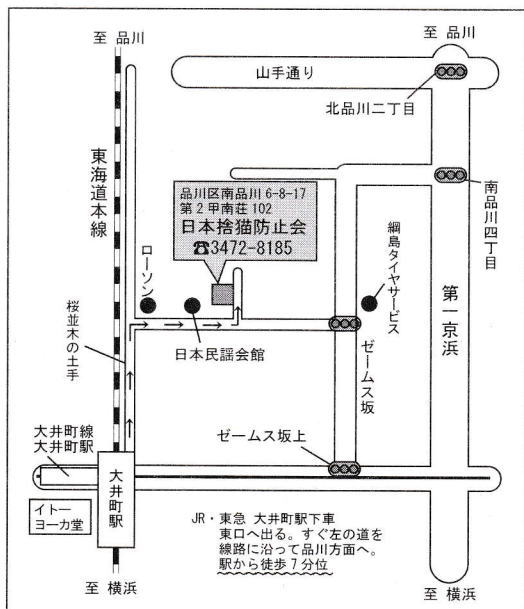 至 品川
至 品川
山手通り
北品川二丁目
東海道本線
品川区南品川 6-8-17
第2甲南荘 102
日本捨猫防止会
☎3472-8185
南品川四丁目
綱島タイヤサービス
ローソン
第一京浜
桜並木の土手
日本民謡会館
ゼームス坂
大井町線
大井町駅
ゼームス坂上
大井町駅
イトー
ヨーカ堂
JR・東急 大井町駅下車
東口へ出る。すぐ左の道を
線路に沿って品川方面へ。
駅から徒歩7分位
至 横浜
至 横浜